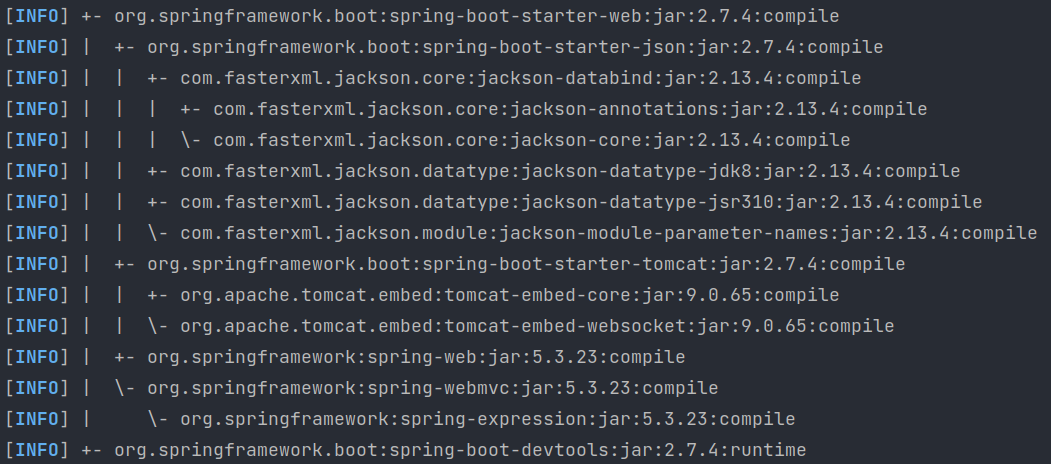 [INFO] +- org.springframework.boot:spring-boot-starter-web:jar:2.7.4:compile
[INFO] |  +- org.springframework.boot:spring-boot-starter-json:jar:2.7.4:compile
[INFO] |  |  +- com.fasterxml.jackson.core:jackson-databind:jar:2.13.4:compile
[INFO] |  |  |  +- com.fasterxml.jackson.core:jackson-annotations:jar:2.13.4:compile
[INFO] |  |  |  \- com.fasterxml.jackson.core:jackson-core:jar:2.13.4:compile
[INFO] |  |  +- com.fasterxml.jackson.datatype:jackson-datatype-jdk8:jar:2.13.4:compile
[INFO] |  |  +- com.fasterxml.jackson.datatype:jackson-datatype-jsr310:jar:2.13.4:compile
[INFO] |  |  \- com.fasterxml.jackson.module:jackson-module-parameter-names:jar:2.13.4:compile
[INFO] |  +- org.springframework.boot:spring-boot-starter-tomcat:jar:2.7.4:compile
[INFO] |  |  +- org.apache.tomcat.embed:tomcat-embed-core:jar:9.0.65:compile
[INFO] |  |  \- org.apache.tomcat.embed:tomcat-embed-websocket:jar:9.0.65:compile
[INFO] |  +- org.springframework:spring-web:jar:5.3.23:compile
[INFO] |  \- org.springframework:spring-webmvc:jar:5.3.23:compile
[INFO] |     \- org.springframework:spring-expression:jar:5.3.23:compile
[INFO] +- org.springframework.boot:spring-boot-devtools:jar:2.7.4:runtime